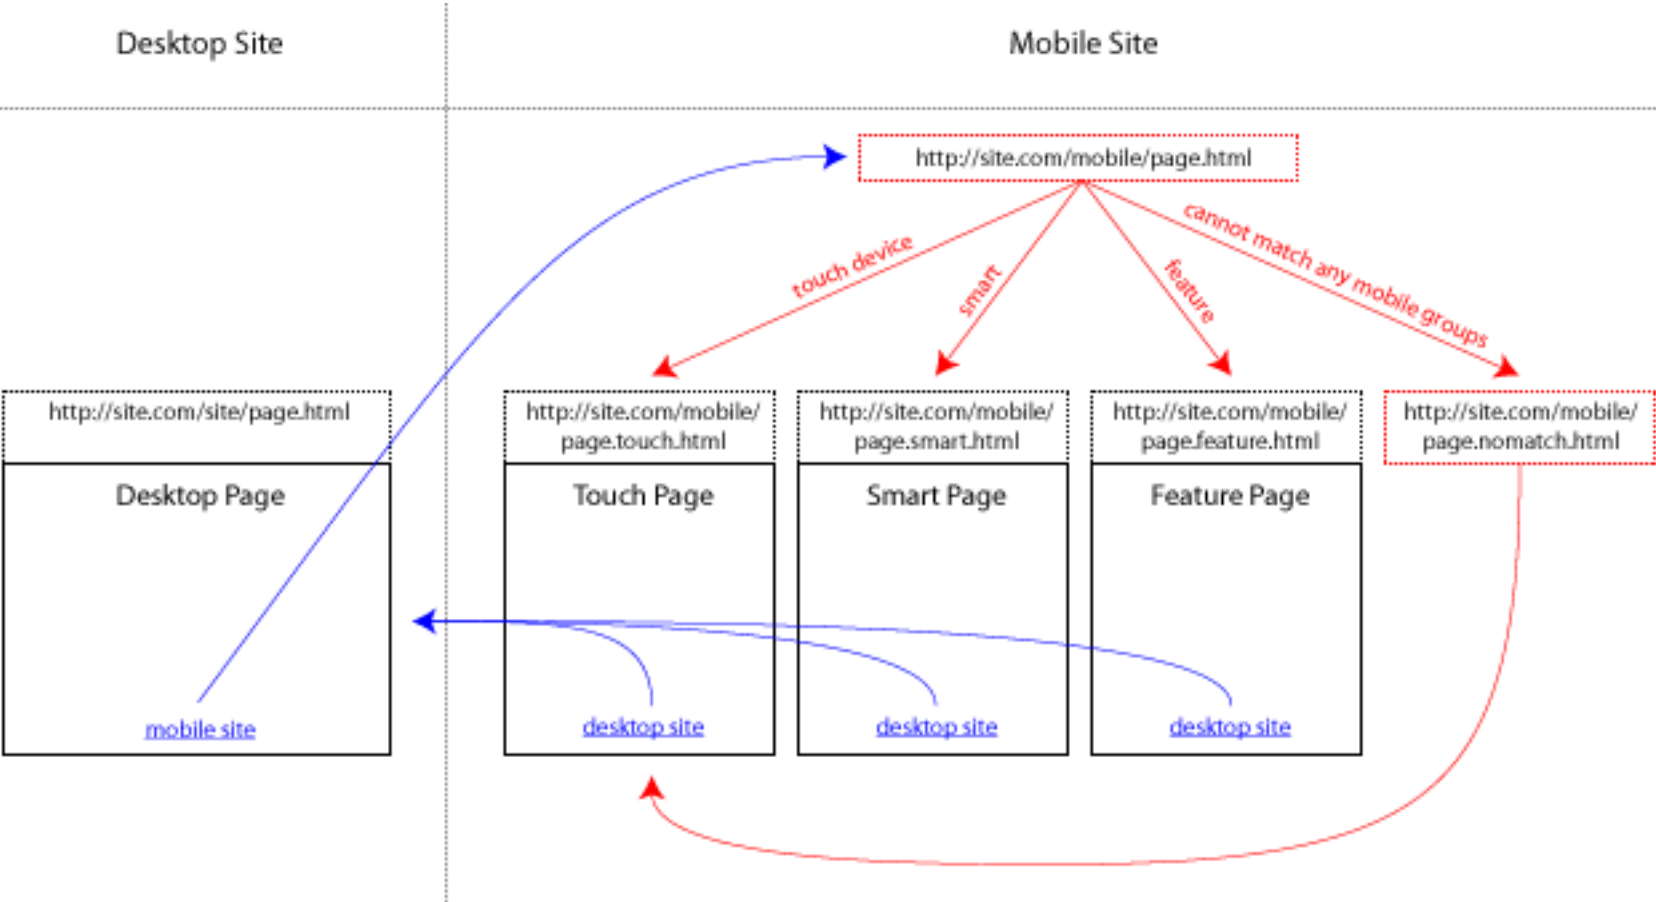 Desktop Site
Mobile Site
http://site.com/mobile/page.html
touch device
smart
feature
cannot match any mobile groups
http://site.com/site/page.html
Desktop Page
mobile site
http://site.com/mobile/
page.touch.html
Touch Page
desktop site
http://site.com/mobile/
page.smart.html
Smart Page
desktop site
http://site.com/mobile/
page.feature.html
Feature Page
desktop site
http://site.com/mobile/
page.nomatch.html